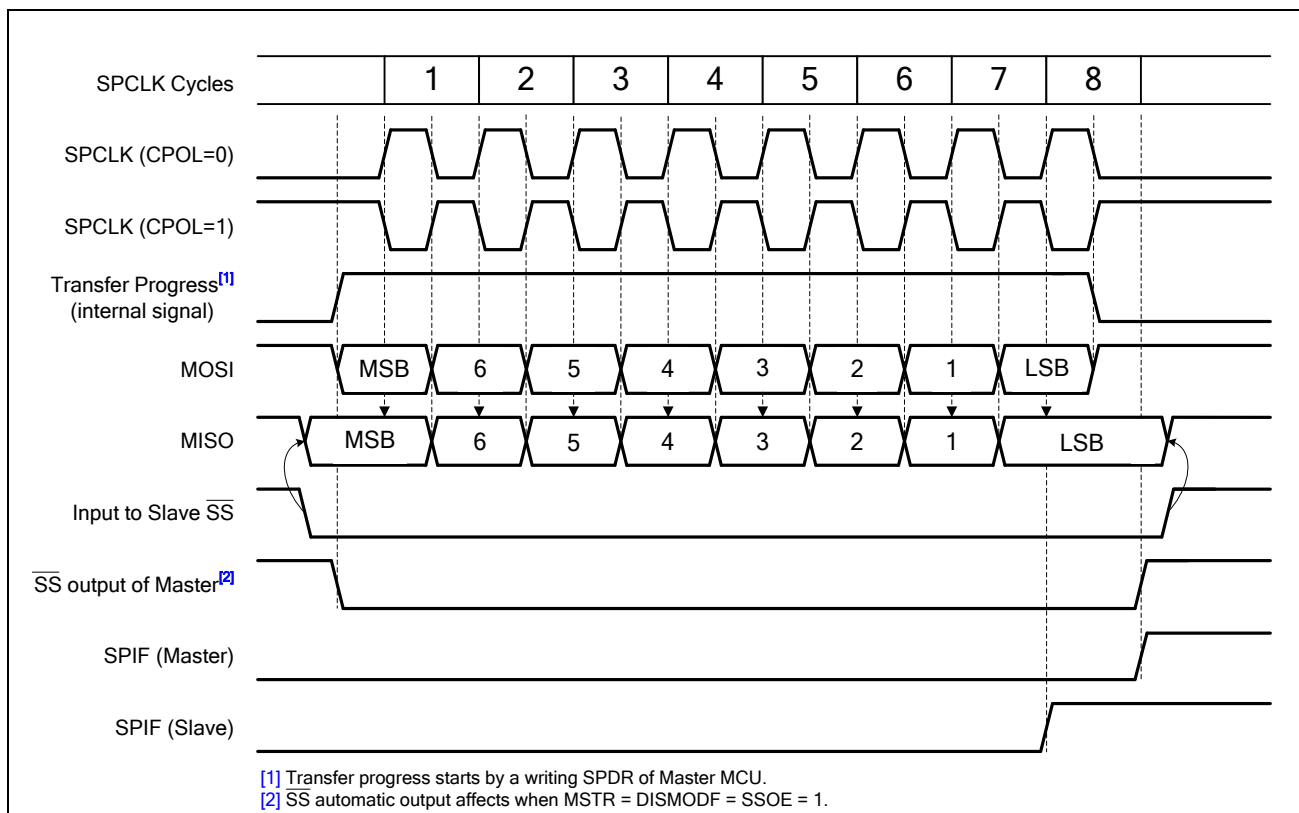 SPCLK Cycles 1 2 3 4 5 6 7 8
SPCLK (CPOL=0)
SPCLK (CPOL=1)
Transfer Progress[1]
(internal signal)
MOSI MSB 6 5 4 3 2 1 LSB
MISO MSB 6 5 4 3 2 1 LSB
Input to Slave S̅S̅
S̅S̅ output of Master[2]
SPIF (Master)
SPIF (Slave)
[1] Transfer progress starts by a writing SPDR of Master MCU.
[2] S̅S̅ automatic output affects when MSTR = DISMODF = SSOE = 1.